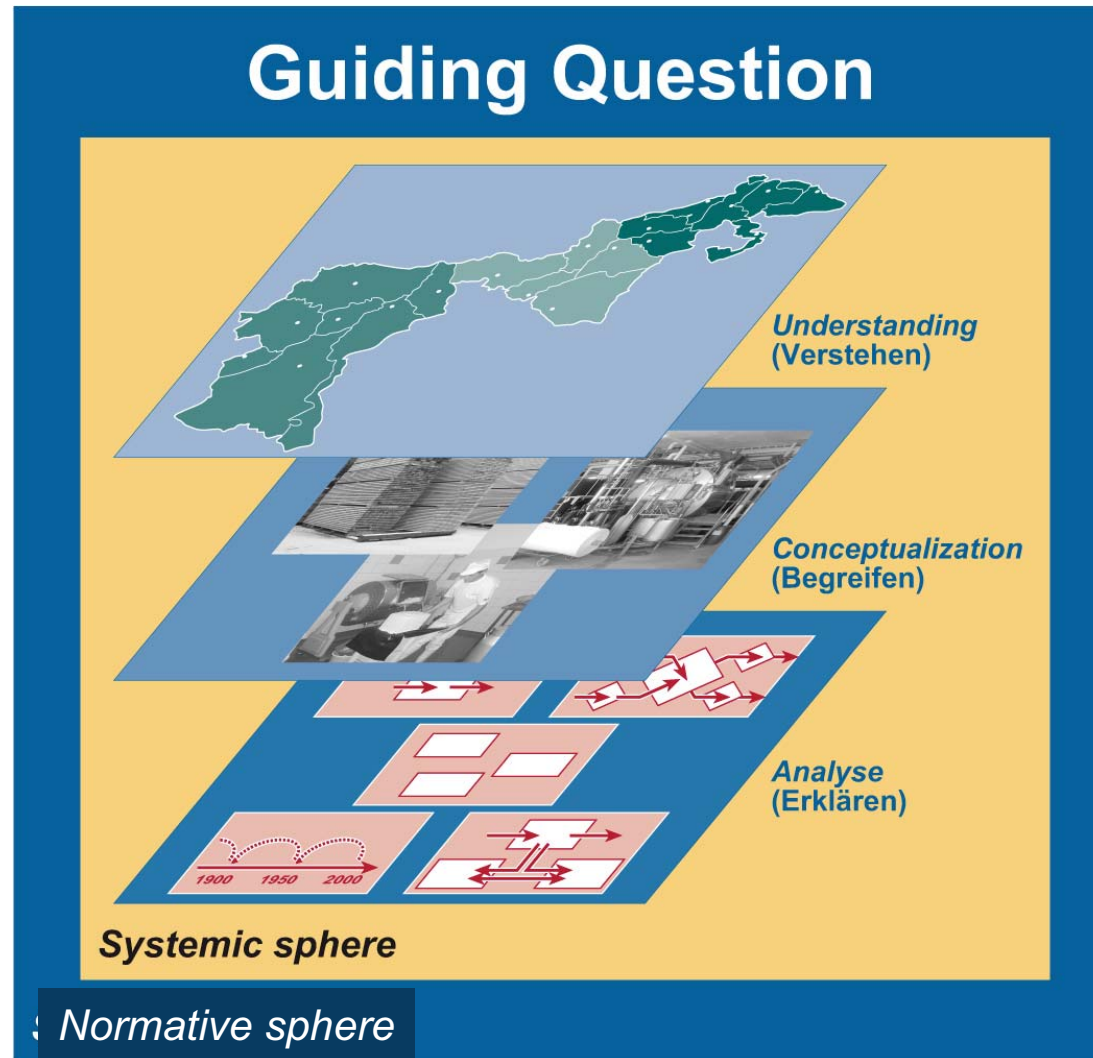 Guiding Question
Understanding
(Verstehen)
Conceptualization
(Begreifen)
Analyse
(Erklären)
1900 1950 2000
Systemic sphere
Normative sphere